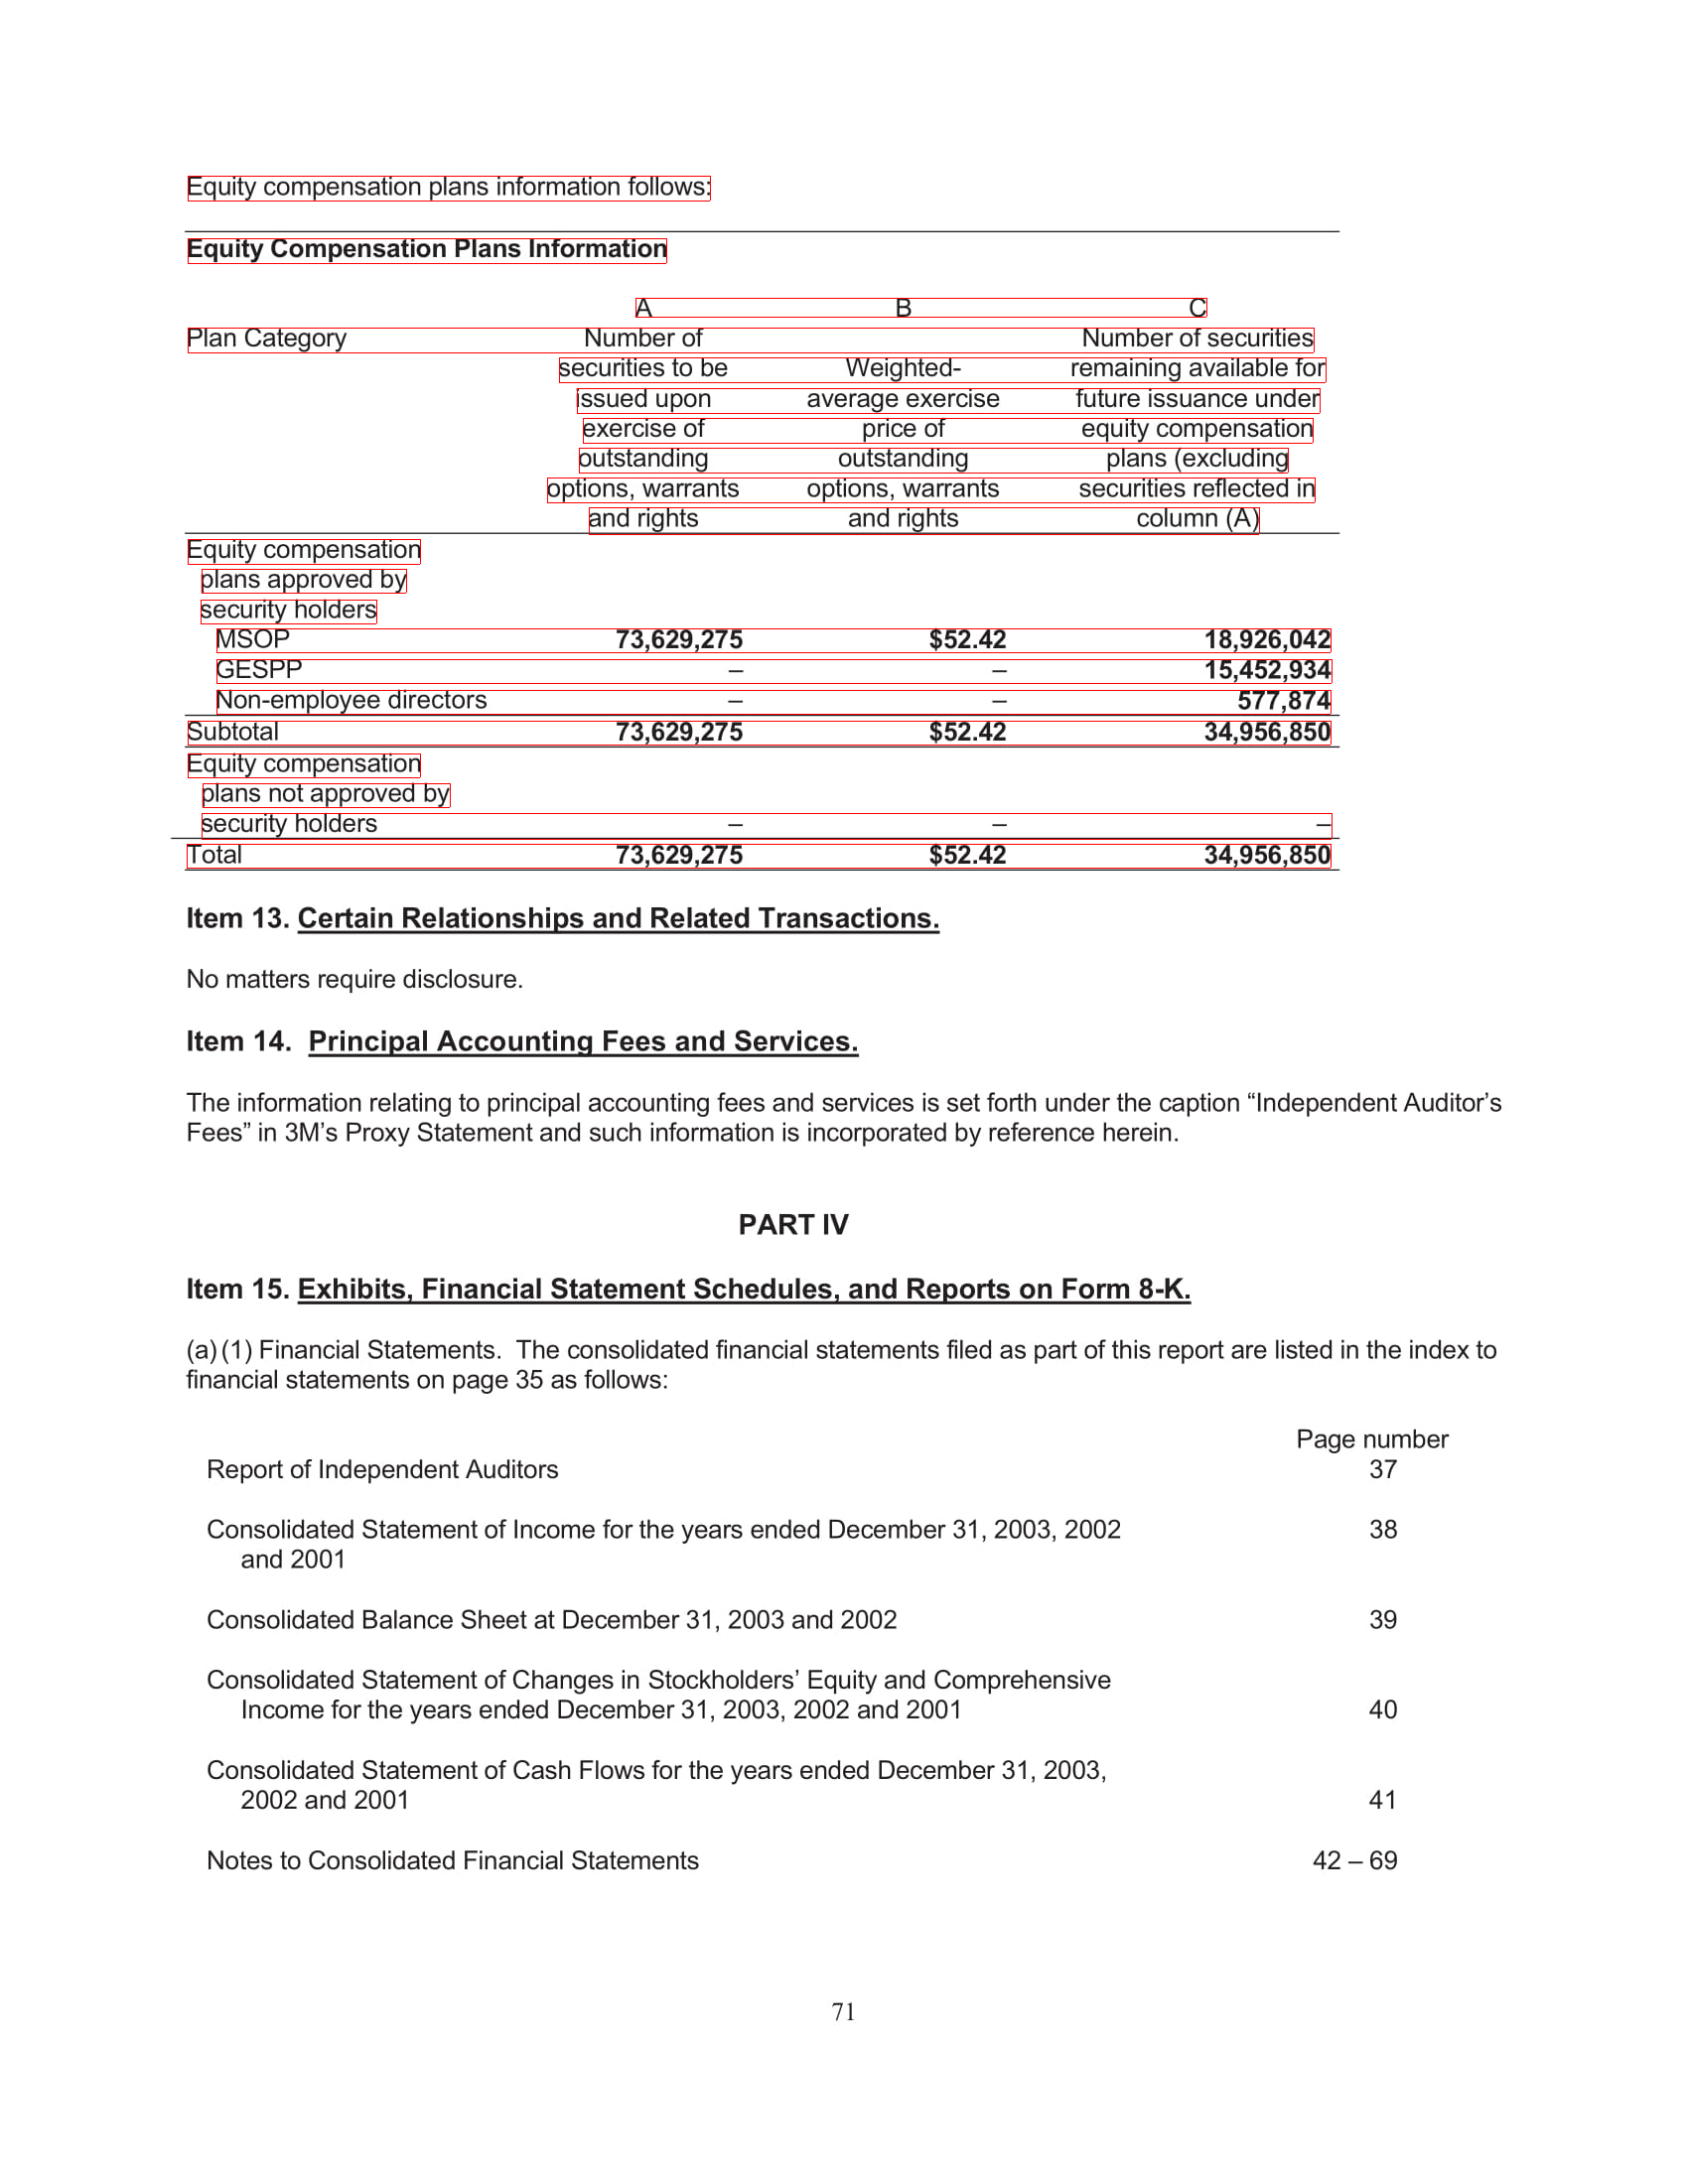 Equity compensation plans information follows:
Equity Compensation Plans Information
A B C
Plan Category Number of Number of securities
securities to be Weighted- remaining available for
issued upon average exercise future issuance under
exercise of price of equity compensation
outstanding outstanding plans (excluding
options, warrants options, warrants securities reflected in
and rights and rights column (A)
Equity compensation
plans approved by
security holders
MSOP 73,629,275 $52.42 18,926,042
GESPP – – 15,452,934
Non-employee directors – – 577,874
Subtotal 73,629,275 $52.42 34,956,850
Equity compensation
plans not approved by
security holders – – –
Total 73,629,275 $52.42 34,956,850
Item 13. Certain Relationships and Related Transactions.
No matters require disclosure.
Item 14. Principal Accounting Fees and Services.
The information relating to principal accounting fees and services is set forth under the caption “Independent Auditor’s
Fees” in 3M’s Proxy Statement and such information is incorporated by reference herein.
PART IV
Item 15. Exhibits, Financial Statement Schedules, and Reports on Form 8-K.
(a) (1) Financial Statements. The consolidated financial statements filed as part of this report are listed in the index to
financial statements on page 35 as follows:
Page number
Report of Independent Auditors 37
Consolidated Statement of Income for the years ended December 31, 2003, 2002 38
and 2001
Consolidated Balance Sheet at December 31, 2003 and 2002 39
Consolidated Statement of Changes in Stockholders’ Equity and Comprehensive
Income for the years ended December 31, 2003, 2002 and 2001 40
Consolidated Statement of Cash Flows for the years ended December 31, 2003,
2002 and 2001 41
Notes to Consolidated Financial Statements 42 – 69
71